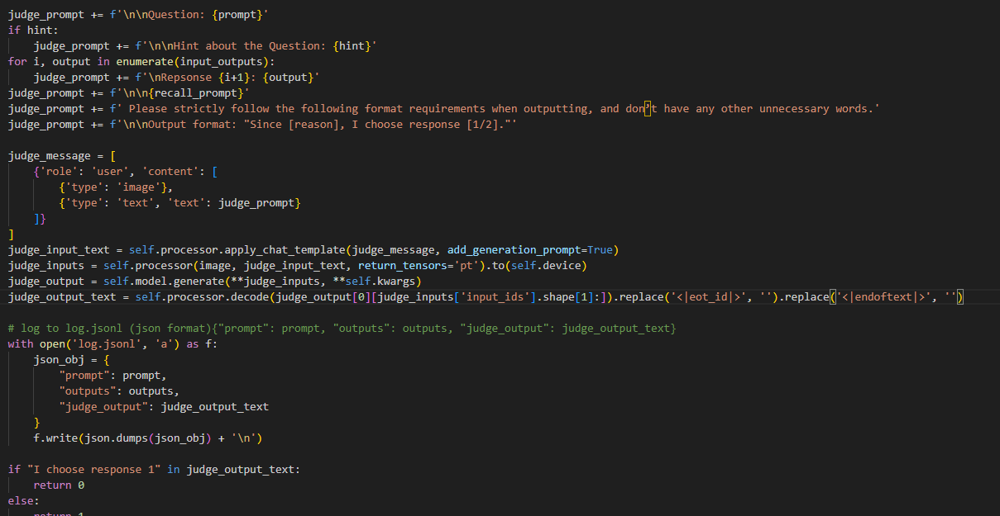 judge_prompt += f'\n\nQuestion: {prompt}'
if hint:
    judge_prompt += f'\n\nHint about the Question: {hint}'
for i, output in enumerate(input_outputs):
    judge_prompt += f'\nRepsonse {i+1}: {output}'
judge_prompt += f'\n\n{recall_prompt}'
judge_prompt += f' Please strictly follow the following format requirements when outputting, and don’t have any other unnecessary words.'
judge_prompt += f'\n\nOutput format: "Since [reason], I choose response [1/2]."'
judge_message = [
    {'role': 'user', 'content': [
        {'type': 'image'},
        {'type': 'text', 'text': judge_prompt}
    ]}
]
judge_input_text = self.processor.apply_chat_template(judge_message, add_generation_prompt=True)
judge_inputs = self.processor(image, judge_input_text, return_tensors='pt').to(self.device)
judge_output = self.model.generate(**judge_inputs, **self.kwargs)
judge_output_text = self.processor.decode(judge_output[0][judge_inputs['input_ids'].shape[1]:]).replace('<|eot_id|>', '').replace('<|endoftext|>', '')
# log to log.jsonl (json format){"prompt": prompt, "outputs": outputs, "judge_output": judge_output_text}
with open('log.jsonl', 'a') as f:
    json_obj = {
        "prompt": prompt,
        "outputs": outputs,
        "judge_output": judge_output_text
    }
    f.write(json.dumps(json_obj) + '\n')
if "I choose response 1" in judge_output_text:
    return 0
else:
    return 1